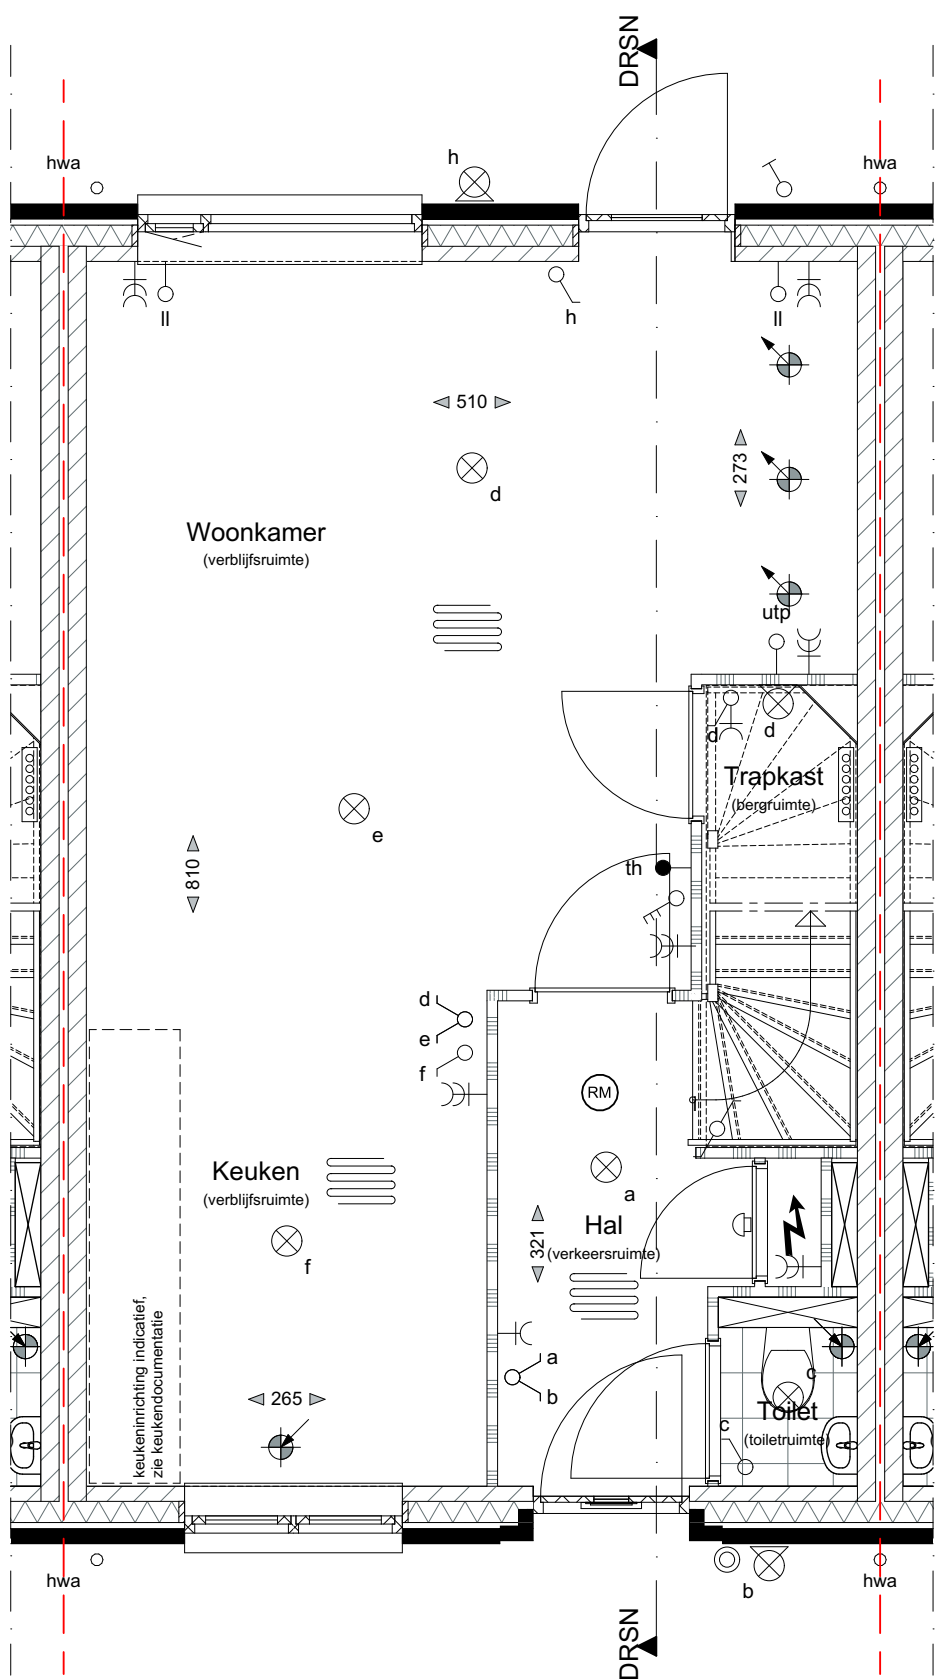 DRSN
hwa
h
hwa
ll
h
ll
510
273
d
Woonkamer
(verblijfsruimte)
utp
d
d
Trapkast
(bergruimte)
e
810
th
d
e
f
RM
Keuken
(verblijfsruimte)
a
Hal
(verkeersruimte)
321
f
keukeninrichting indicatief,
zie keukendocumentatie
a
b
265
c
Toilet
(toiletruimte)
c
hwa
b
hwa
DRSN